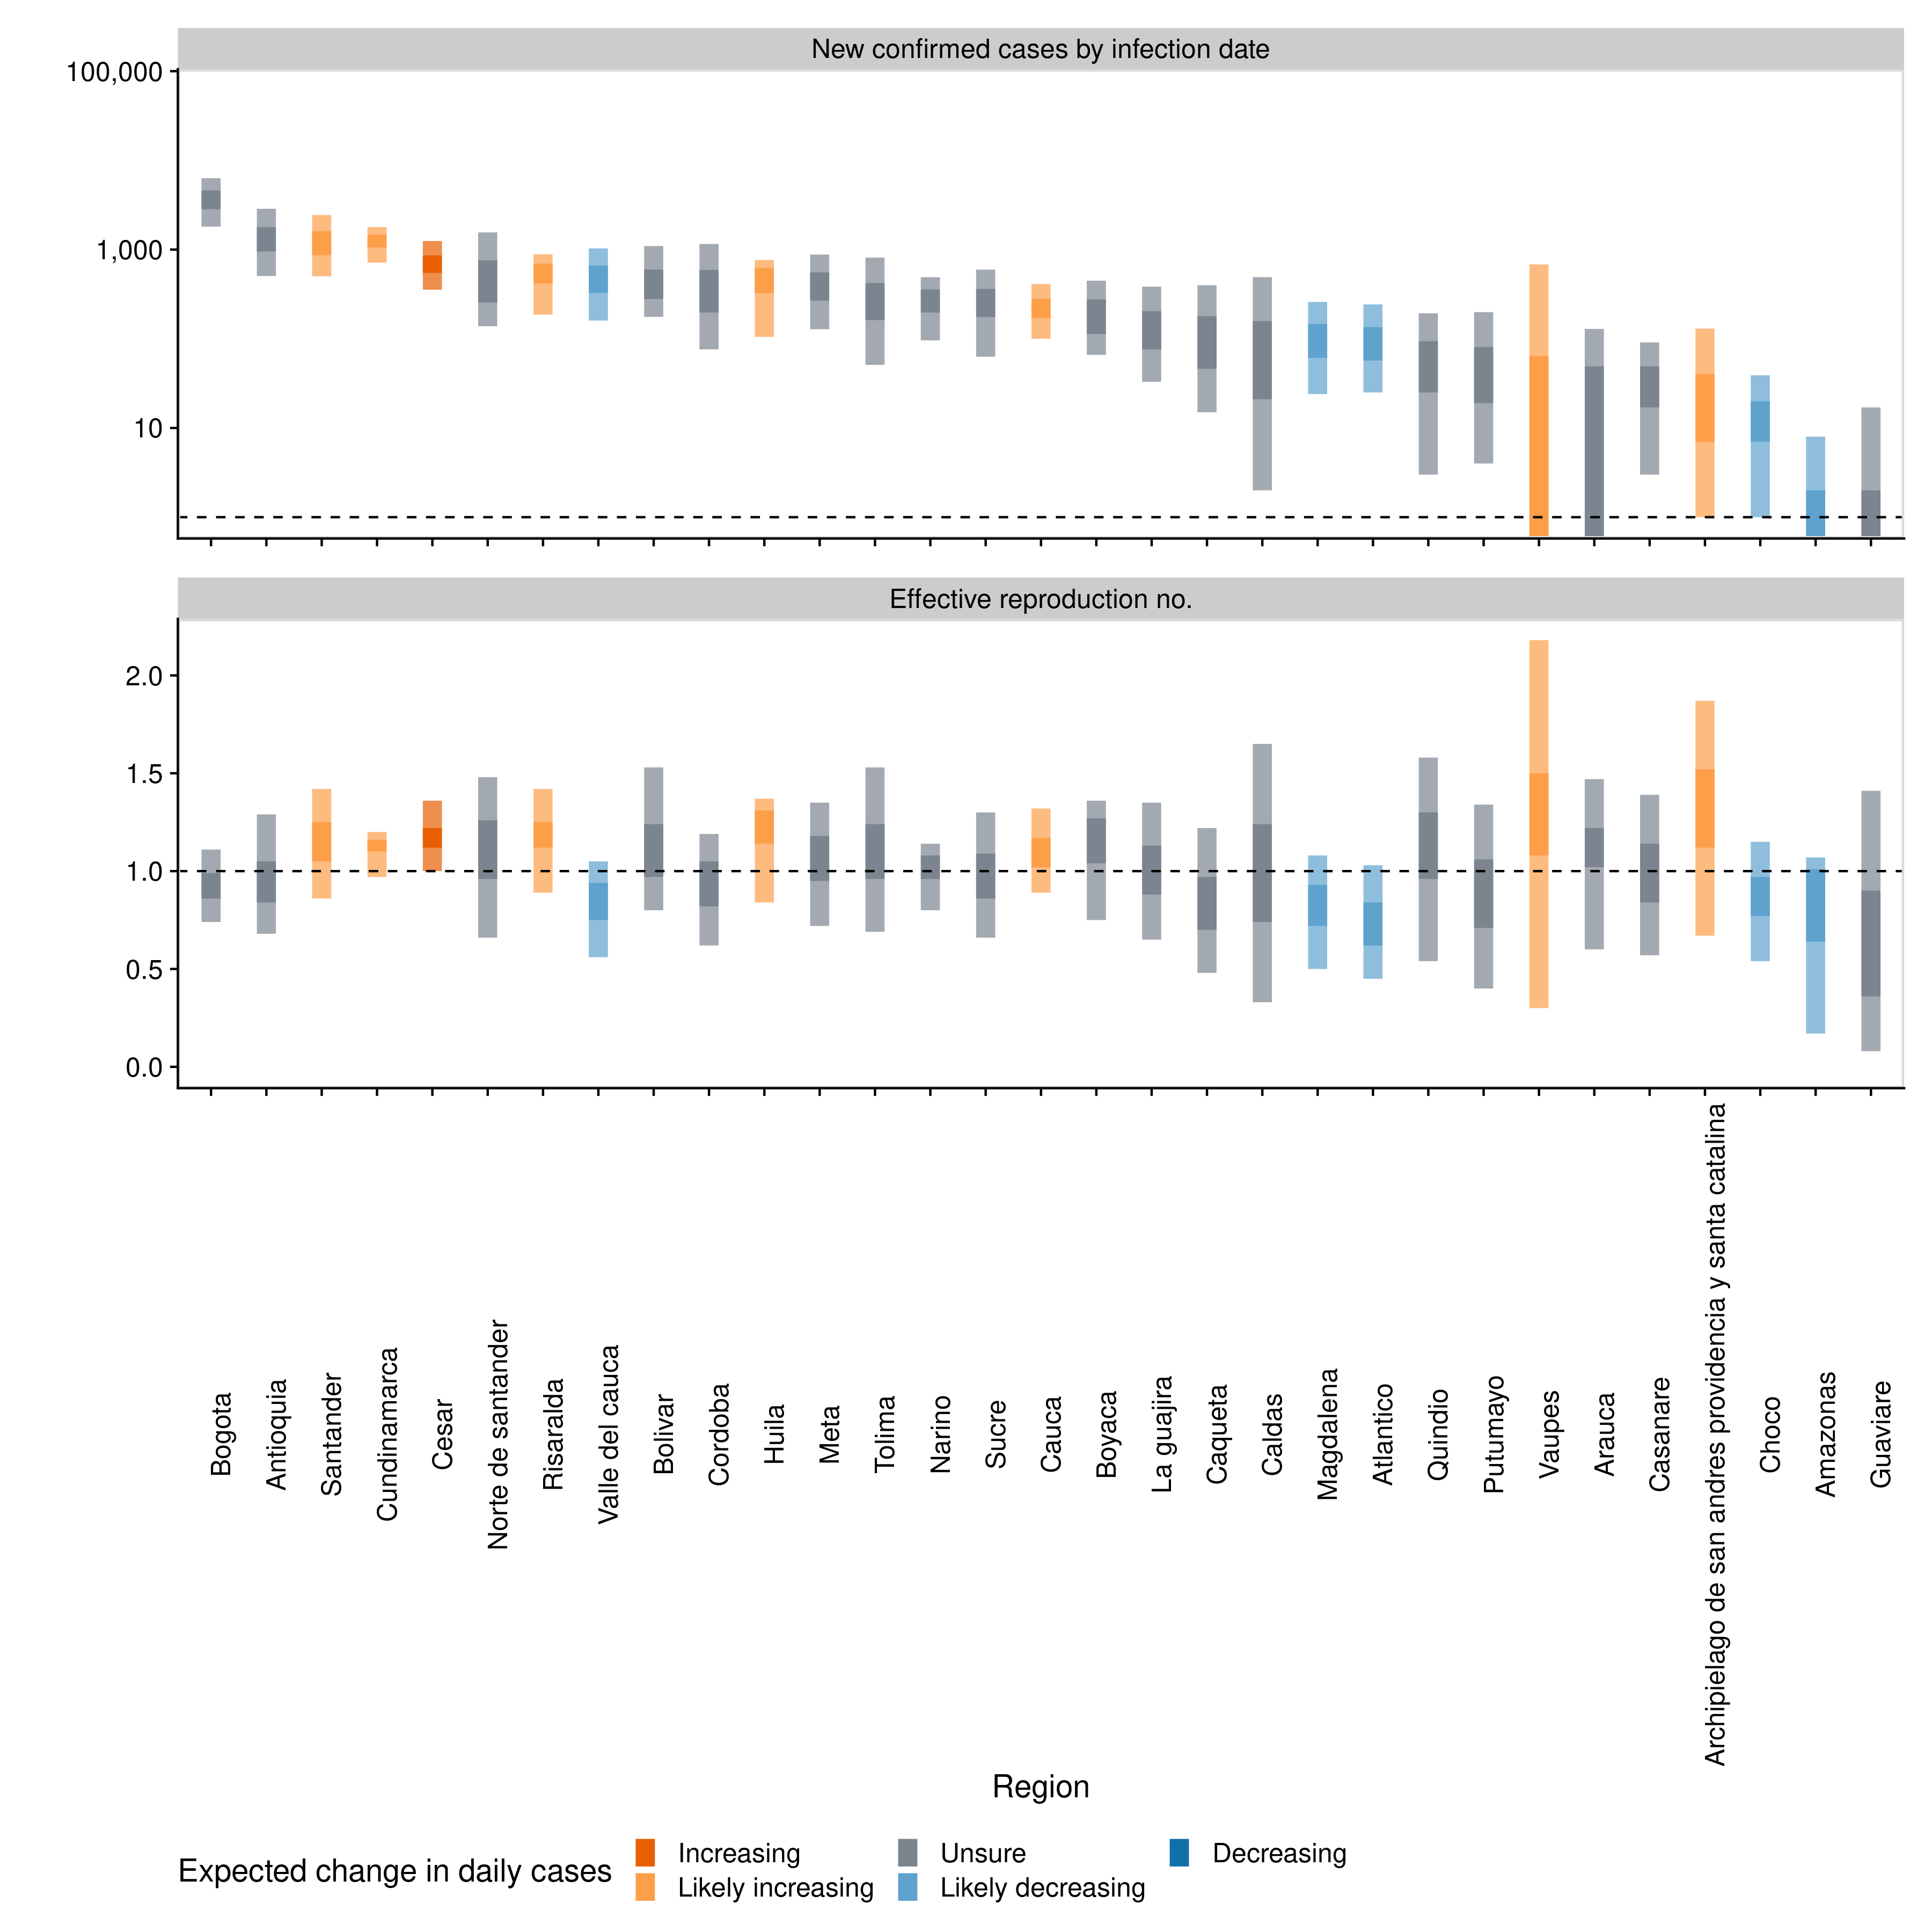 New confirmed cases by infection date
100,000
1,000
10
Effective reproduction no.
2.0
1.5
1.0
0.5
0.0
Bogota
Antioquia
Santander
Cundinamarca
Cesar
Norte de santander
Risaralda
Valle del cauca
Bolivar
Cordoba
Huila
Meta
Tolima
Narino
Sucre
Cauca
Boyaca
La guajira
Caqueta
Caldas
Magdalena
Atlantico
Quindio
Putumayo
Vaupes
Arauca
Casanare
Archipielago de san andres providencia y santa catalina
Choco
Amazonas
Guaviare
Region
Expected change in daily cases
Increasing
Likely increasing
Unsure
Likely decreasing
Decreasing